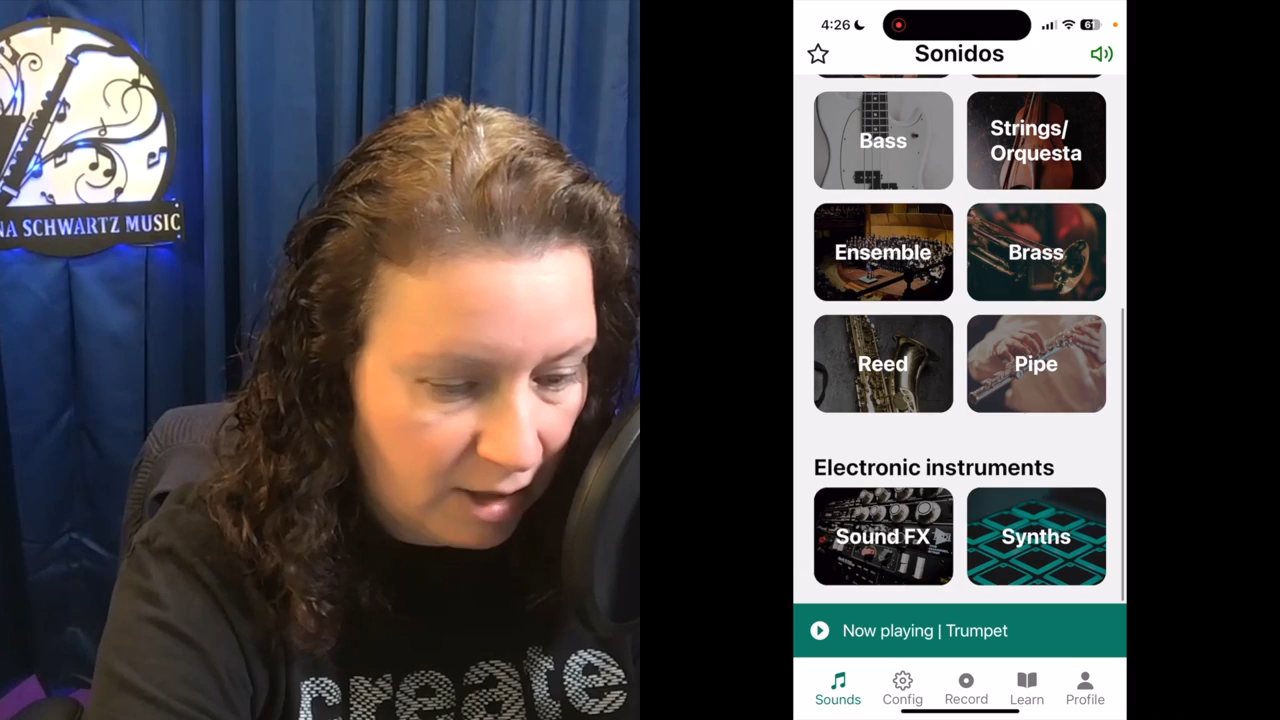 NA SCHWARTZ MUSIC
create
4:26
61
Sonidos
Bass
Strings/
Orquesta
Ensemble
Brass
Reed
Pipe
Electronic instruments
Sound FX
Synths
Now playing | Trumpet
Sounds
Config
Record
Learn
Profile